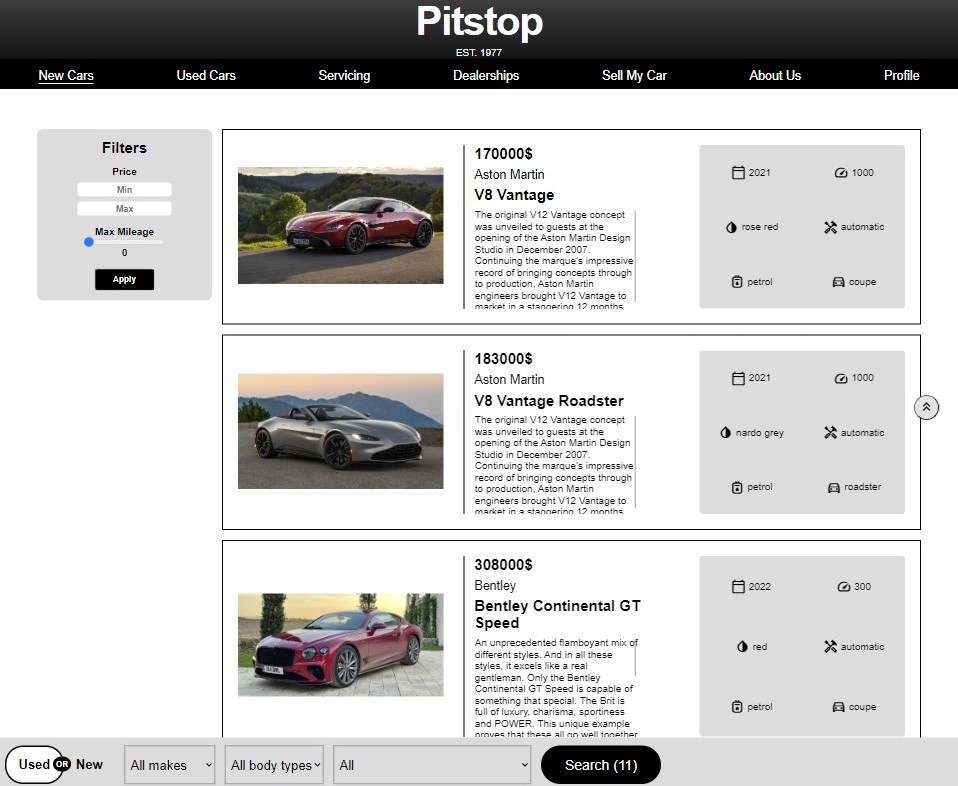 Pitstop
EST. 1977
New Cars Used Cars Servicing Dealerships Sell My Car About Us Profile
Filters
Price
Min
Max
Max Mileage
0
Apply
170000$
Aston Martin
V8 Vantage
The original V12 Vantage concept
was unveiled to guests at the
opening of the Aston Martin Design
Studio in December 2007.
Continuing the marque's impressive
record of bringing concepts through
to production, Aston Martin
engineers brought V12 Vantage to
market in a staggering 12 months
2021 1000
rose red automatic
petrol coupe
183000$
Aston Martin
V8 Vantage Roadster
The original V12 Vantage concept
was unveiled to guests at the
opening of the Aston Martin Design
Studio in December 2007.
Continuing the marque's impressive
record of bringing concepts through
to production, Aston Martin
engineers brought V12 Vantage to
market in a staggering 12 months
2021 1000
nardo grey automatic
petrol roadster
308000$
Bentley
Bentley Continental GT
Speed
An unprecedented flamboyant mix of
different styles. And in all these
styles, it excels like a real
gentleman. Only the Bentley
Continental GT Speed is capable of
something that special. The Brit is
full of luxury, charisma, sportiness
and POWER. This unique example
proves that these all go well together
2022 300
red automatic
petrol coupe
Used OR New All makes All body types All Search (11)